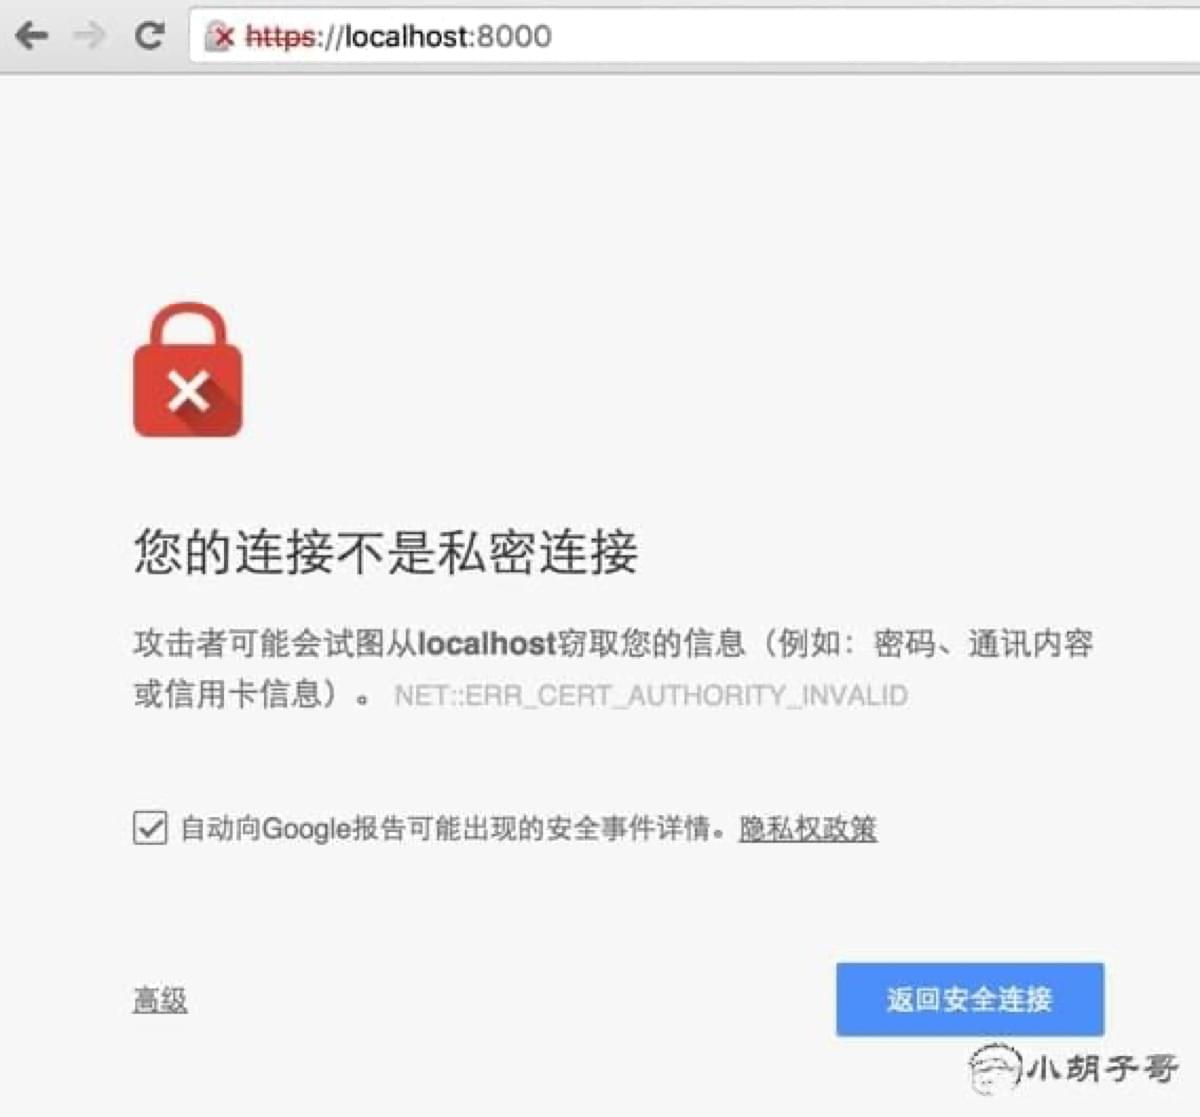 https://localhost:8000
您的连接不是私密连接
攻击者可能会试图从localhost窃取您的信息（例如：密码、通讯内容
或信用卡信息）。 NET::ERR_CERT_AUTHORITY_INVALID
自动向Google报告可能出现的安全事件详情。隐私权政策
高级
返回安全连接
小胡子哥